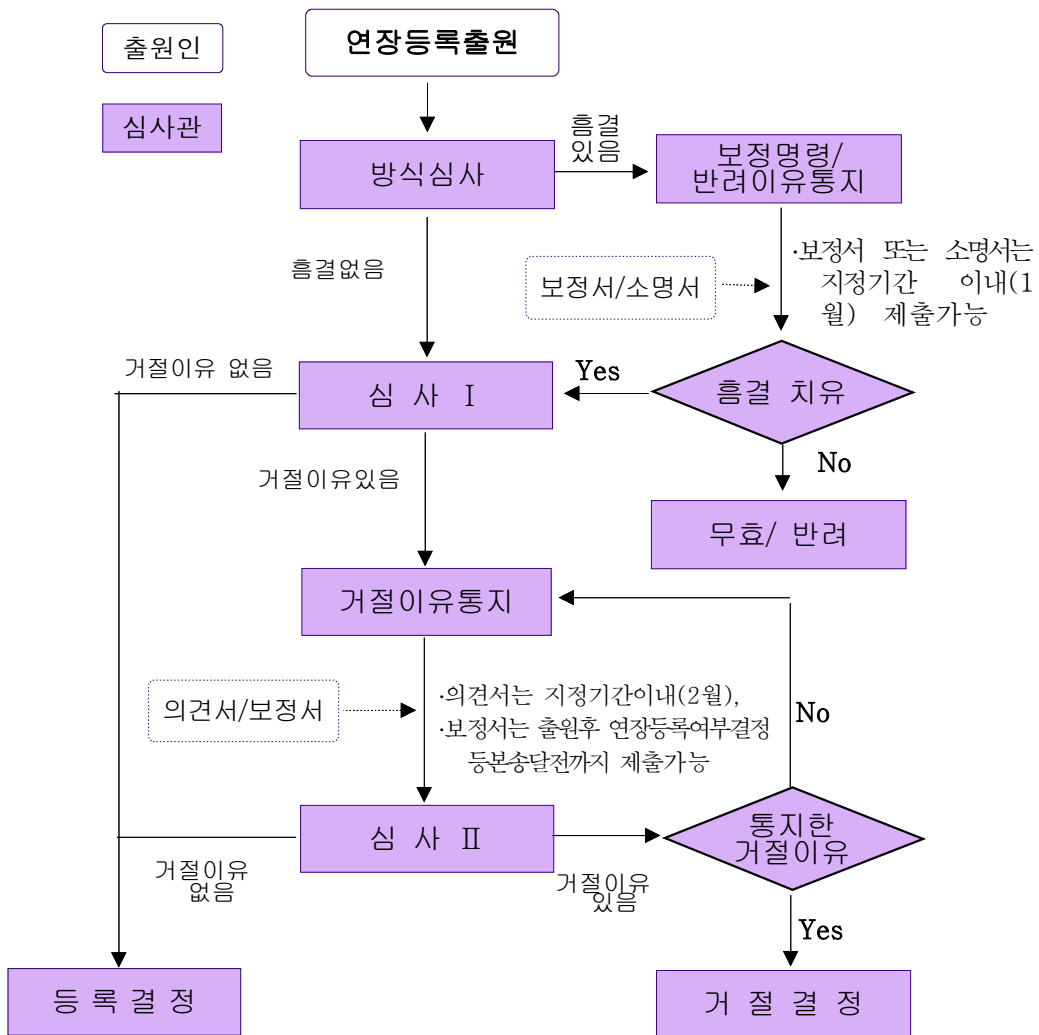 출원인
연장등록출원
심사관
흠결
있음
방식심사
보정명령/
반려이유통지
흠결없음
·보정서 또는 소명서는
지정기간 이내(1
월) 제출가능
보정서/소명서
거절이유 없음
심 사 Ⅰ
Yes
흠결 치유
거절이유있음
No
무효/ 반려
거절이유통지
의견서/보정서
·의견서는 지정기간이내(2월),
·보정서는 출원후 연장등록여부결정
등본송달전까지 제출가능
No
심 사 Ⅱ
통지한
거절이유
거절이유
없음
거절이유
있음
Yes
등 록 결 정
거 절 결 정